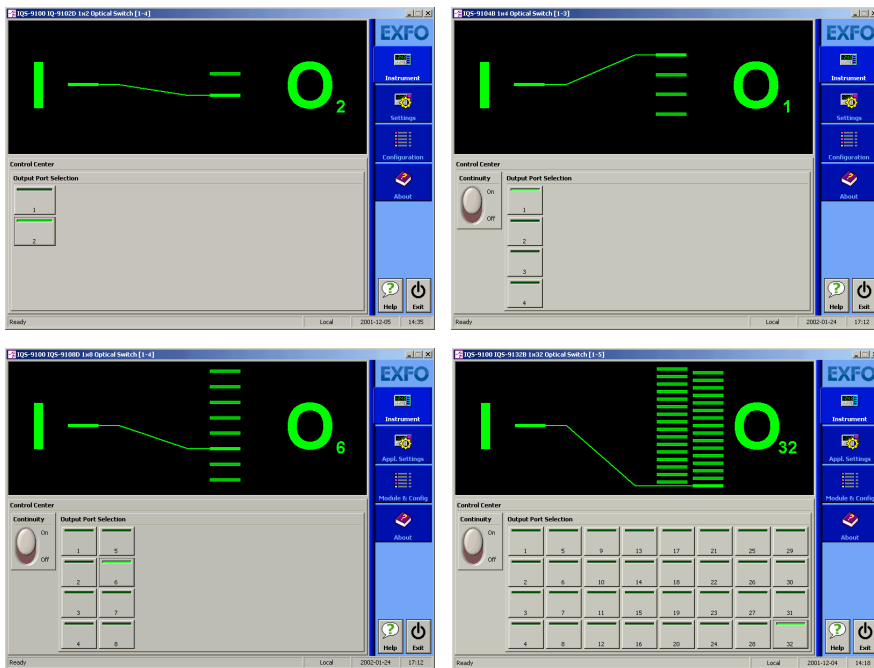 IQS-9100 IQ-9102D 1x2 Optical Switch [1-4]
EXFO
I O 2
Instrument
Settings
Configuration
Control Center
Output Port Selection
About
1
2
Help Exit
Ready Local 2001-12-05 14:35
IQS-9104B 1x4 Optical Switch [1-3]
EXFO
I O 1
Instrument
Settings
Configuration
Control Center
Continuity Output Port Selection
About
On
Off
1
2
3
4
Help Exit
Ready Local 2002-01-24 17:12
IQS-9100 IQS-9108D 1x8 Optical Switch [1-4]
EXFO
I O 6
Instrument
Appl. Settings
Module & Config
Control Center
Continuity Output Port Selection
About
On
Off
1 5
2 6
3 7
4 8
Help Exit
Ready Local 2002-01-24 17:12
IQS-9100 IQS-9132B 1x32 Optical Switch [1-5]
EXFO
I O 32
Instrument
Appl. Settings
Module & Config
Control Center
Continuity Output Port Selection
About
On
Off
1 5 9 13 17 21 25 29
2 6 10 14 18 22 26 30
3 7 11 15 19 23 27 31
4 8 12 16 20 24 28 32
Help Exit
Ready Local 2001-12-04 14:18